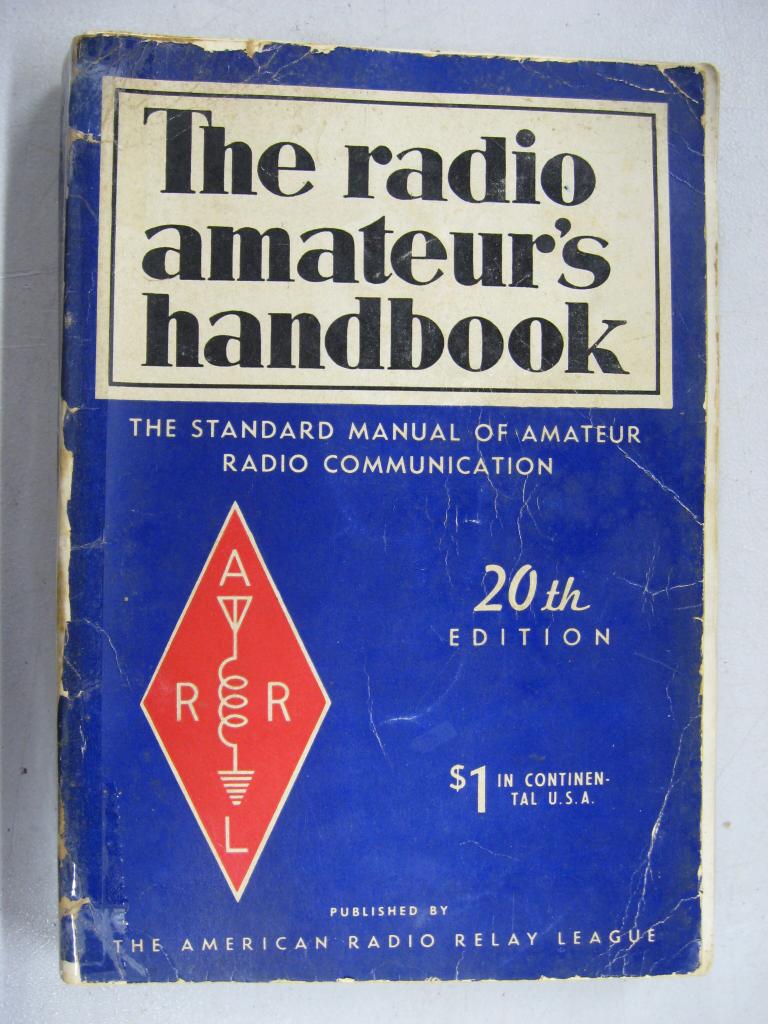 The radio
amateur's
handbook
THE STANDARD MANUAL OF AMATEUR
RADIO COMMUNICATION
A
R R
L
20th
EDITION
$1 IN CONTINEN-
TAL U.S.A.
PUBLISHED BY
THE AMERICAN RADIO RELAY LEAGUE